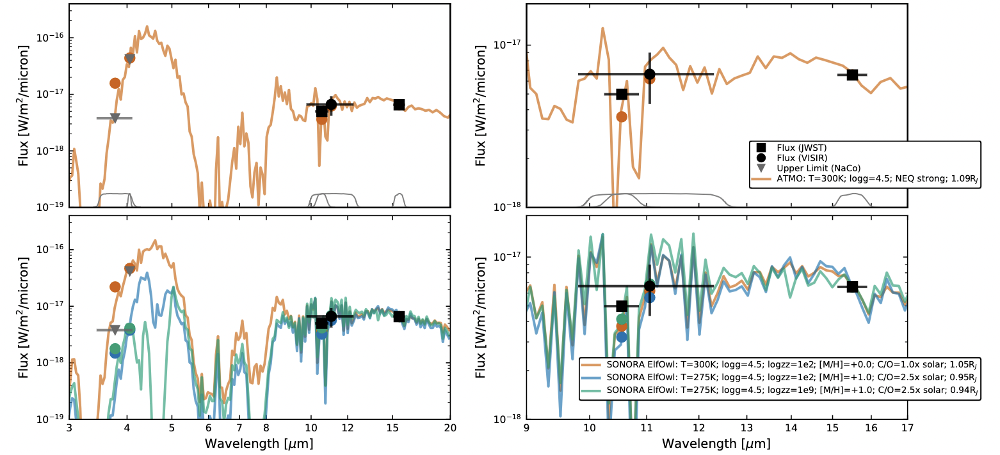 10⁻¹⁶
10⁻¹⁷
10⁻¹⁸
10⁻¹⁹
Flux [W/m²/micron]
10⁻¹⁷
10⁻¹⁸
Flux [W/m²/micron]
Flux (JWST)
Flux (VISIR)
Upper Limit (NaCo)
ATMO: T=300K; logg=4.5; NEQ strong; 1.09R_J
10⁻¹⁶
10⁻¹⁷
10⁻¹⁸
10⁻¹⁹
Flux [W/m²/micron]
3 4 5 6 7 8 10 12 15 20
Wavelength [μm]
10⁻¹⁷
10⁻¹⁸
Flux [W/m²/micron]
SONORA ElfOwl: T=300K; logg=4.5; logzz=1e2; [M/H]=+0.0; C/O=1.0x solar; 1.05R_J
SONORA ElfOwl: T=275K; logg=4.5; logzz=1e2; [M/H]=+1.0; C/O=2.5x solar; 0.95R_J
SONORA ElfOwl: T=275K; logg=4.5; logzz=1e9; [M/H]=+1.0; C/O=2.5x solar; 0.94R_J
9 10 11 12 13 14 15 16 17
Wavelength [μm]